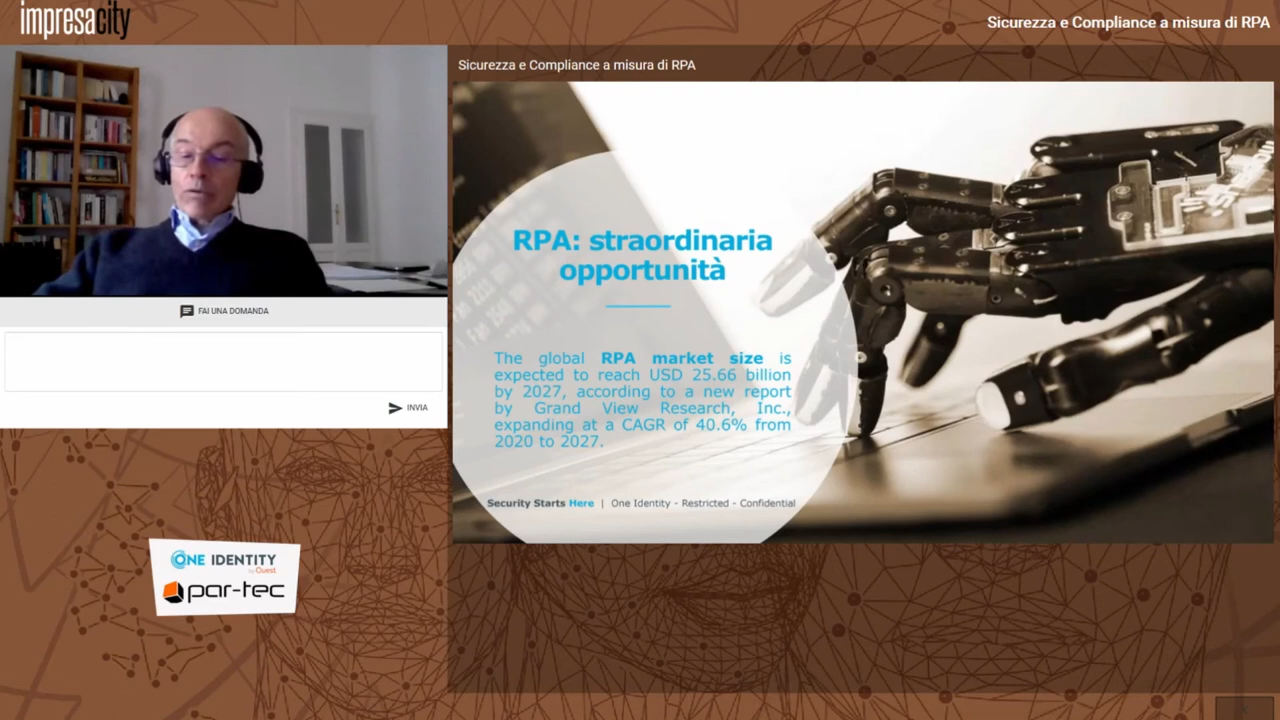 impresacity
Sicurezza e Compliance a misura di RPA
Sicurezza e Compliance a misura di RPA
RPA: straordinaria
opportunità
The global RPA market size is
expected to reach USD 25.66 billion
by 2027, according to a new report
by Grand View Research, Inc.,
expanding at a CAGR of 40.6% from
2020 to 2027.
Security Starts Here | One Identity - Restricted - Confidential
FAI UNA DOMANDA
INVIA
ONE IDENTITY
by Quest
par-tec